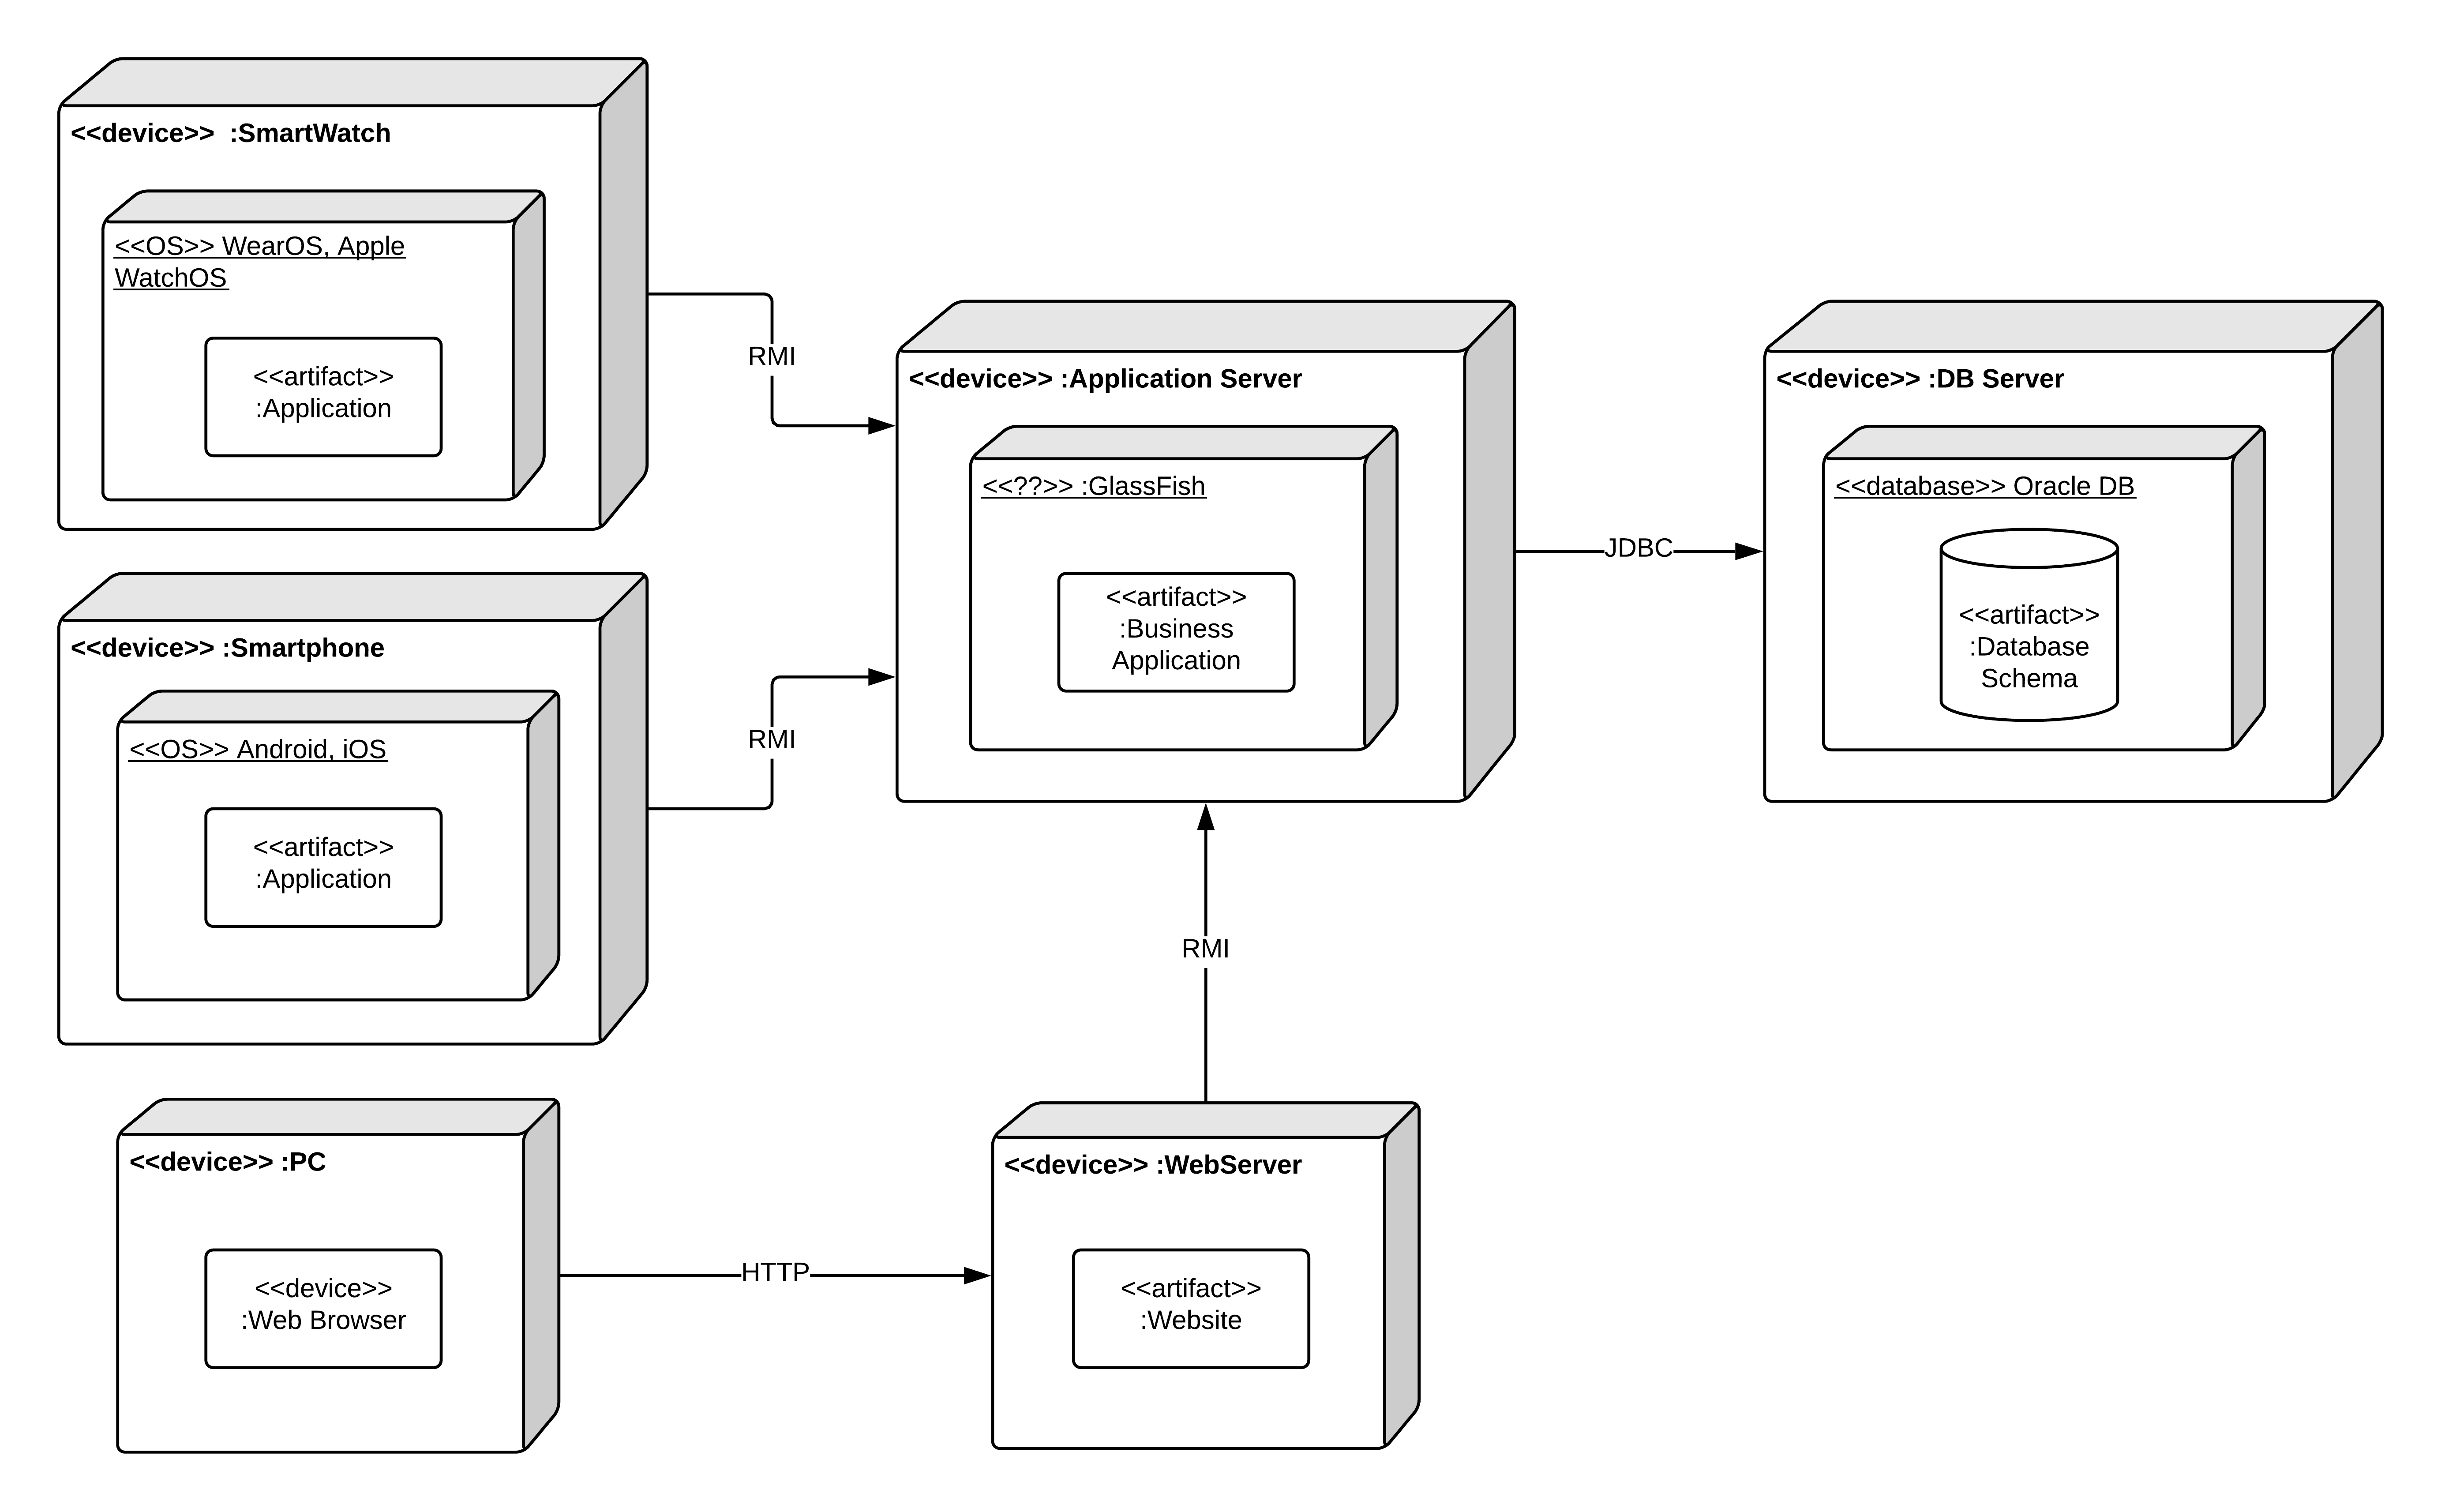 <<device>>  :SmartWatch
<<OS>> WearOS, Apple
WatchOS
<<artifact>>
:Application
RMI
<<device>> :Application Server
<<??>> :GlassFish
<<artifact>>
:Business
Application
JDBC
<<device>> :DB Server
<<database>> Oracle DB
<<artifact>>
:Database
Schema
<<device>> :Smartphone
<<OS>> Android, iOS
<<artifact>>
:Application
RMI
RMI
<<device>> :PC
<<device>>
:Web Browser
HTTP
<<device>> :WebServer
<<artifact>>
:Website